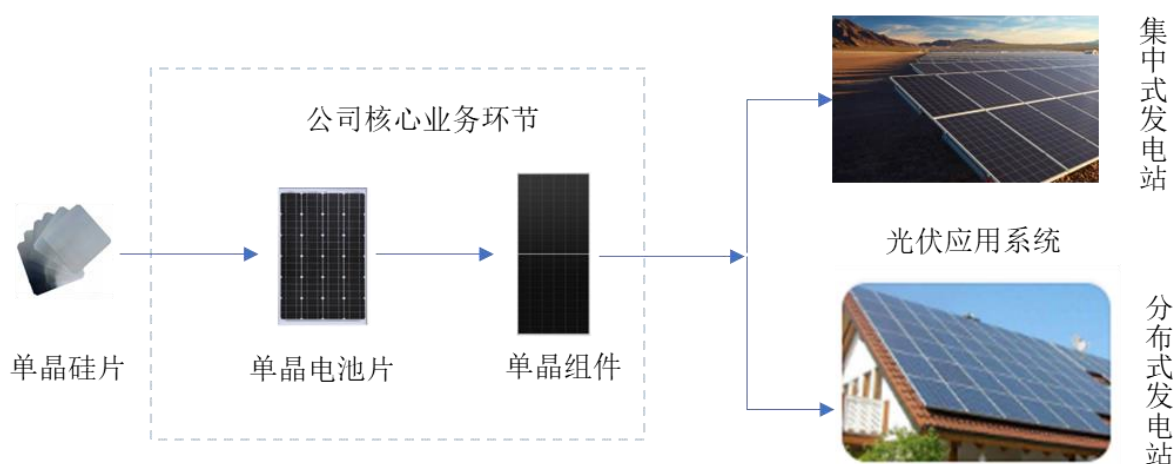 公司核心业务环节
单晶硅片
单晶电池片
单晶组件
集中式发电站
光伏应用系统
分布式发电站